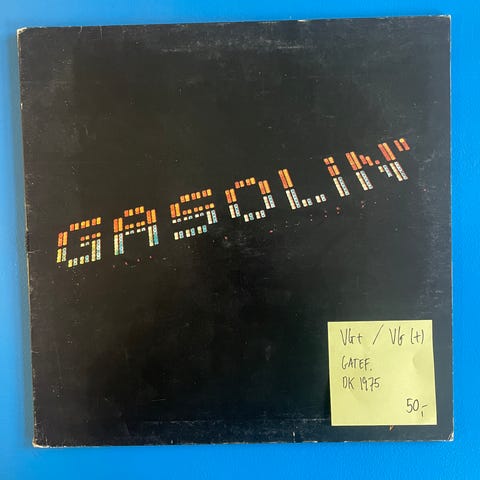 GASOLiN'
VG+ / VG(+)
GATEF.
DK 1975
50,-